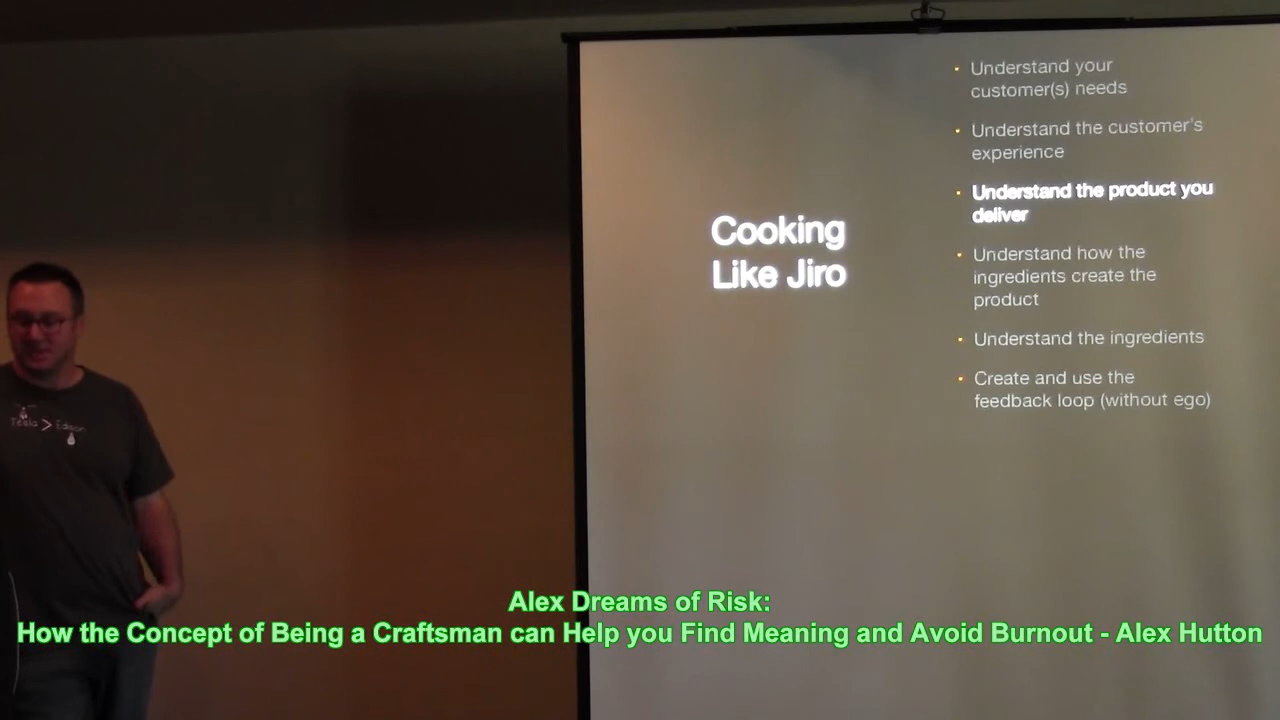 Understand your
customer(s) needs
Understand the customer's
experience
Understand the product you
deliver
Understand how the
ingredients create the
product
Understand the ingredients
Create and use the
feedback loop (without ego)
Cooking
Like Jiro
Tesla > Edison
Alex Dreams of Risk:
How the Concept of Being a Craftsman can Help you Find Meaning and Avoid Burnout - Alex Hutton